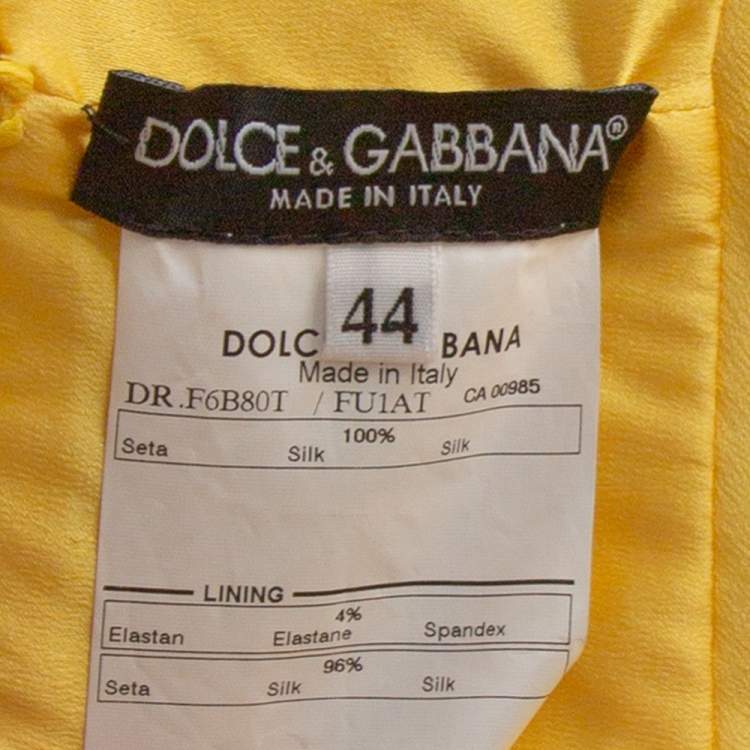 DOLCE & GABBANA®
MADE IN ITALY
44
DOLC BANA
Made in Italy
DR.F6B80T / FU1AT CA 00985
100%
Seta Silk Silk
LINING
4%
Elastan Elastane Spandex
96%
Seta Silk Silk